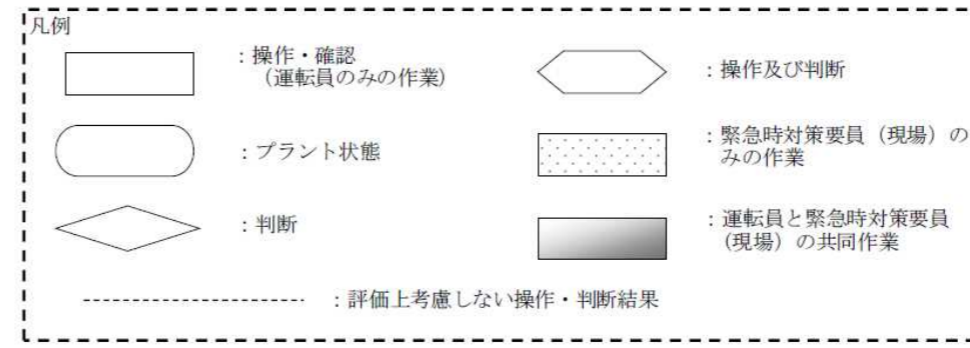 凡例
：操作・確認
（運転員のみの作業）
：操作及び判断
：プラント状態
：緊急時対策要員（現場）の
みの作業
：判断
：運転員と緊急時対策要員
（現場）の共同作業
：評価上考慮しない操作・判断結果